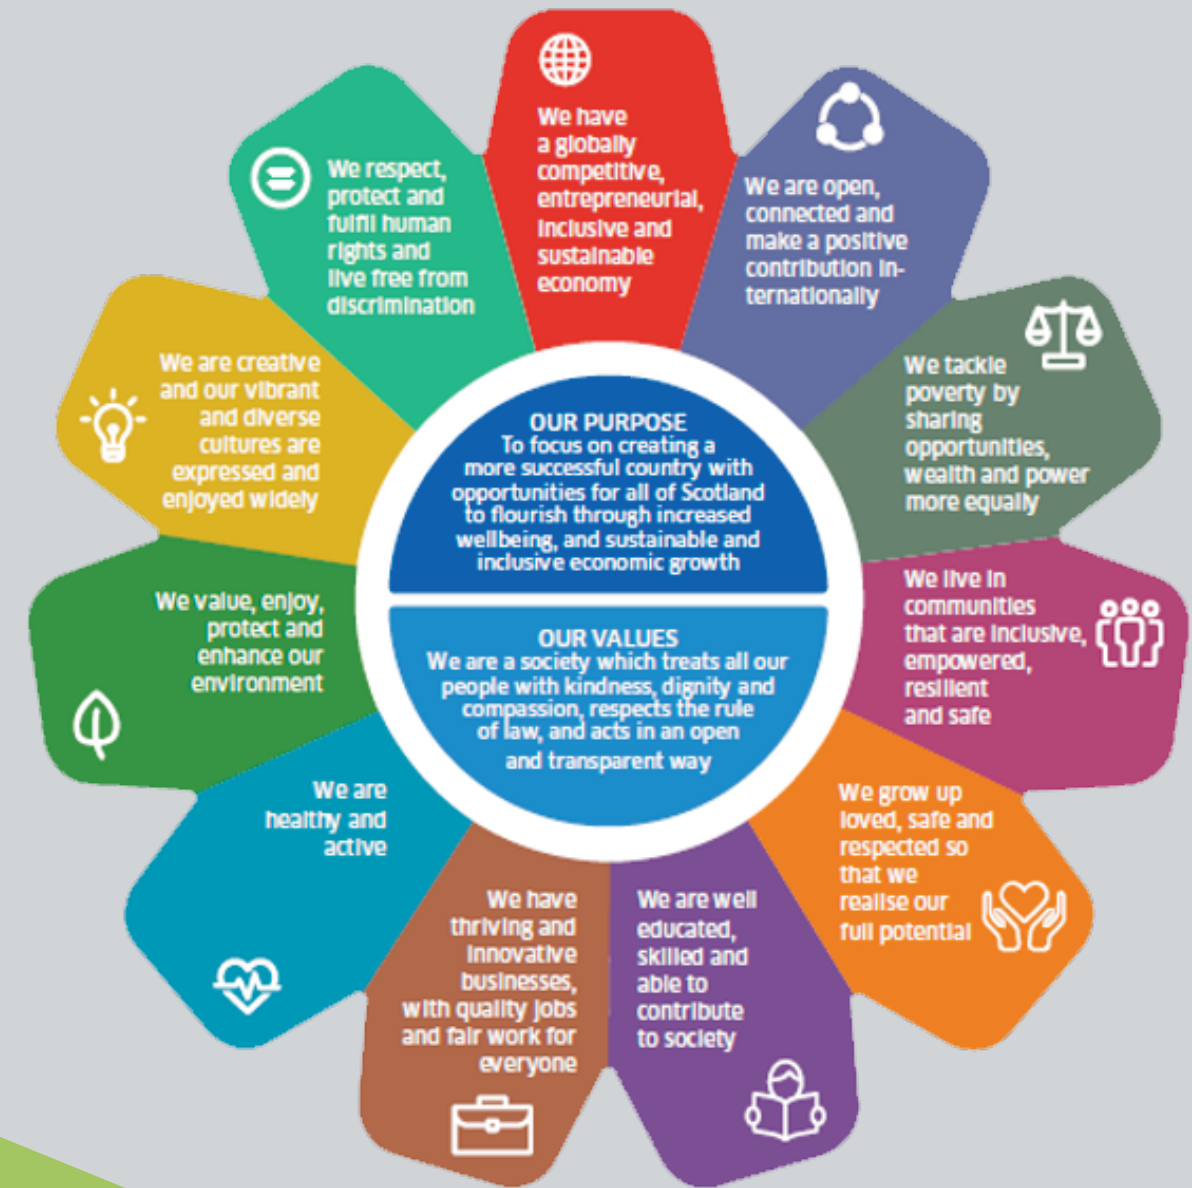 We have
a globally
competitive,
entrepreneurial,
inclusive and
sustainable
economy
We are open,
connected and
make a positive
contribution in-
ternationally
We tackle
poverty by
sharing
opportunities,
wealth and power
more equally
We live in
communities
that are inclusive,
empowered,
resilient
and safe
We grow up
loved, safe and
respected so
that we
realise our
full potential
We are well
educated,
skilled and
able to
contribute
to society
We have
thriving and
innovative
businesses,
with quality jobs
and fair work for
everyone
We are
healthy and
active
We value, enjoy,
protect and
enhance our
environment
We are creative
and our vibrant
and diverse
cultures are
expressed and
enjoyed widely
We respect,
protect and
fulfil human
rights and
live free from
discrimination
OUR PURPOSE
To focus on creating a
more successful country with
opportunities for all of Scotland
to flourish through increased
wellbeing, and sustainable and
inclusive economic growth
OUR VALUES
We are a society which treats all our
people with kindness, dignity and
compassion, respects the rule
of law, and acts in an open
and transparent way